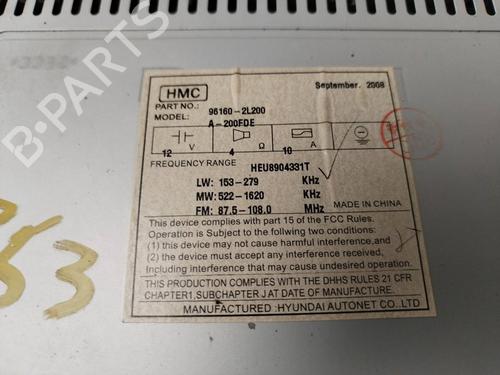 HMC
September. 2008
PART NO.: 96160-2L200
MODEL: A-200FDE
12 V 4 Ω 10 A
FREQUENCY RANGE HEU8904331T
LW: 153-279 KHz
MW: 522-1620 KHz
FM: 87.5-108.0 MHz
MADE IN CHINA
This device complies with part 15 of the FCC Rules.
Operation is Subject to the following two conditions:
(1) this device may not cause harmful interference, and
(2) this device must accept any interference received,
Including interference that may cause undesired operation.
THIS PRODUCTION COMPLIES WITH THE DHHS RULES 21 CFR
CHAPTER1, SUBCHAPTER J AT DATE OF MANUFACTURE.
MANUFACTURED : HYUNDAI AUTONET CO.,LTD
53
B-PARTS